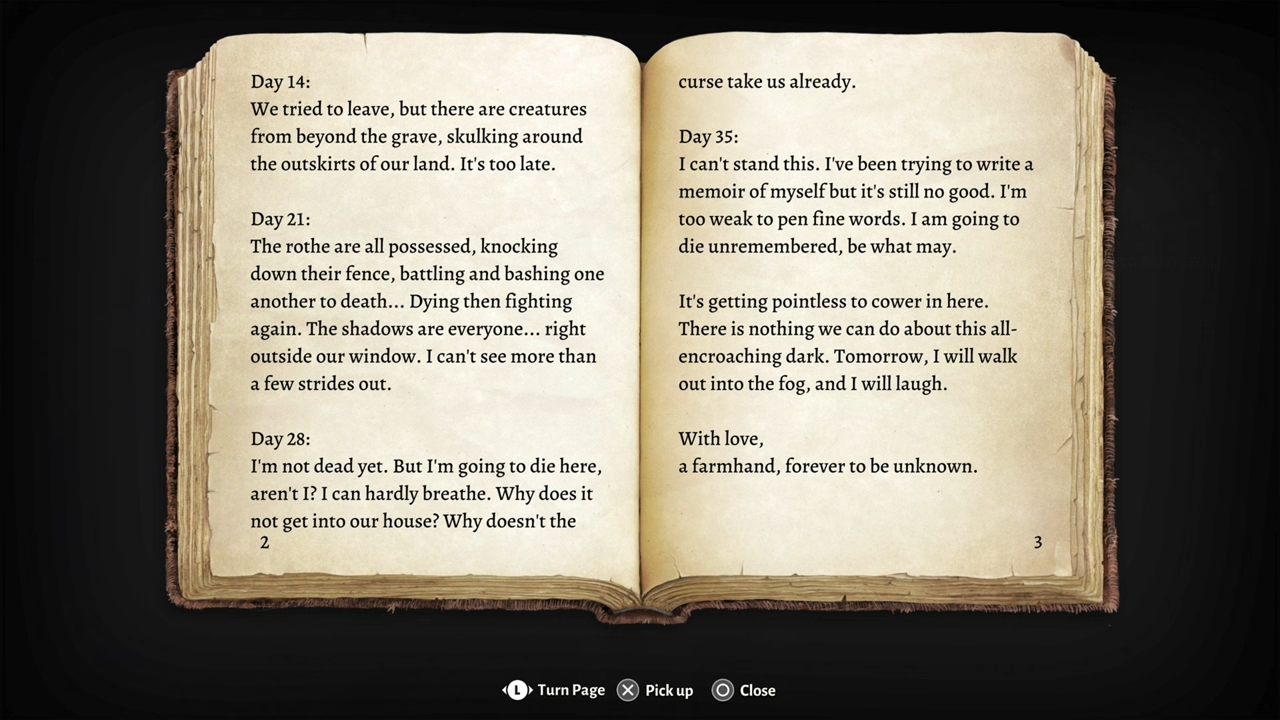 Day 14:
We tried to leave, but there are creatures
from beyond the grave, skulking around
the outskirts of our land. It's too late.
Day 21:
The rothe are all possessed, knocking
down their fence, battling and bashing one
another to death... Dying then fighting
again. The shadows are everyone... right
outside our window. I can't see more than
a few strides out.
Day 28:
I'm not dead yet. But I'm going to die here,
aren't I? I can hardly breathe. Why does it
not get into our house? Why doesn't the
2
curse take us already.
Day 35:
I can't stand this. I've been trying to write a
memoir of myself but it's still no good. I'm
too weak to pen fine words. I am going to
die unremembered, be what may.
It's getting pointless to cower in here.
There is nothing we can do about this all-
encroaching dark. Tomorrow, I will walk
out into the fog, and I will laugh.
With love,
a farmhand, forever to be unknown.
3
L Turn Page Pick up Close